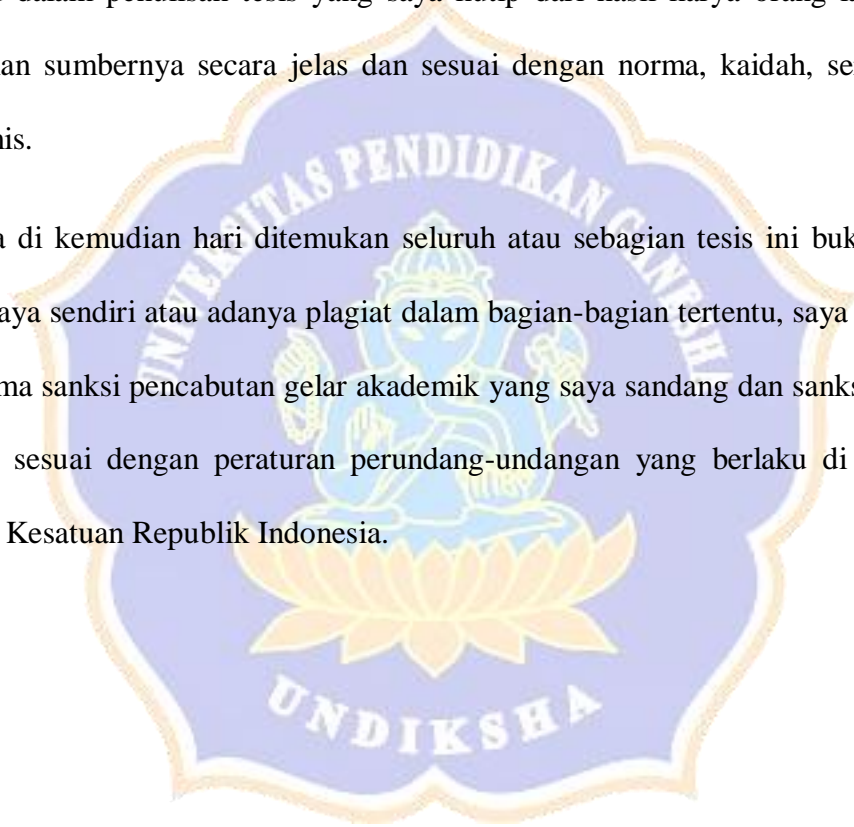 dalam penulisan tesis yang saya kutip dari hasil karya orang
an sumbernya secara jelas dan sesuai dengan norma, kaidah, se
is.
a di kemudian hari ditemukan seluruh atau sebagian tesis ini buk
aya sendiri atau adanya plagiat dalam bagian-bagian tertentu, saya
ma sanksi pencabutan gelar akademik yang saya sandang dan sanks
sesuai dengan peraturan perundang-undangan yang berlaku di
Kesatuan Republik Indonesia.
UNIVERSITAS PENDIDIKAN GANESHA
UNDIKSHA